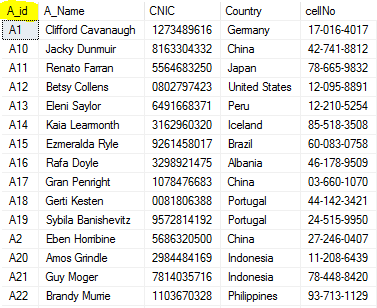 A_id A_Name CNIC Country cellNo
A1 Clifford Cavanaugh 1273489616 Germany 17-016-4017
A10 Jacky Dunmuir 8163304332 China 42-741-8812
A11 Renato Farran 5564683250 Japan 78-665-9832
A12 Betsy Collens 0802797423 United States 12-095-8891
A13 Eleni Saylor 6491668371 Peru 12-210-5254
A14 Kaia Learmonth 3162960320 Iceland 85-518-3508
A15 Ezmeralda Ryle 9261458017 Brazil 60-083-0758
A16 Rafa Doyle 3298921475 Albania 46-178-9509
A17 Gran Penright 1078476683 China 03-660-1070
A18 Gerti Kesten 0081806388 Portugal 44-142-3421
A19 Sybila Banishevitz 9572814192 Portugal 24-515-9950
A2 Eben Horribine 5686320500 China 27-246-0407
A20 Amos Grindle 2984484169 Indonesia 11-208-6439
A21 Guy Moger 7814035716 Indonesia 78-448-8420
A22 Brandy Murrie 1103670328 Philippines 93-713-1129